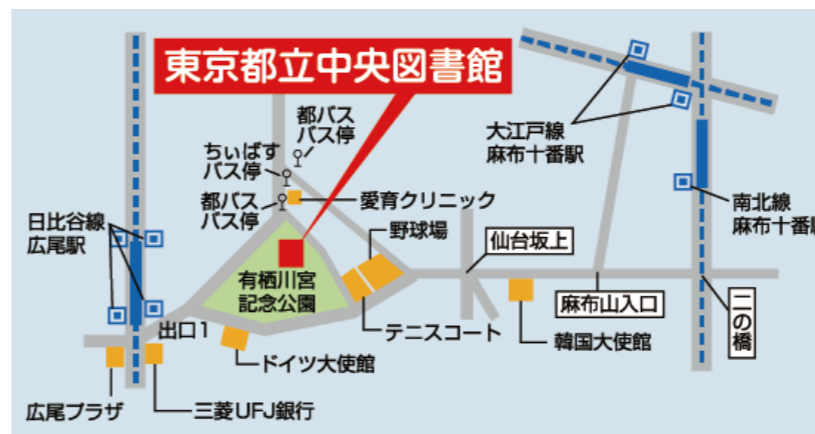 東京都立中央図書館
都バス
バス停
ちぃばす
バス停
都バス
バス停
愛育クリニック
大江戸線
麻布十番駅
日比谷線
広尾駅
野球場
仙台坂上
南北線
麻布十番駅
有栖川宮
記念公園
麻布山入口
二の橋
出口1
テニスコート
韓国大使館
ドイツ大使館
広尾プラザ
三菱UFJ銀行